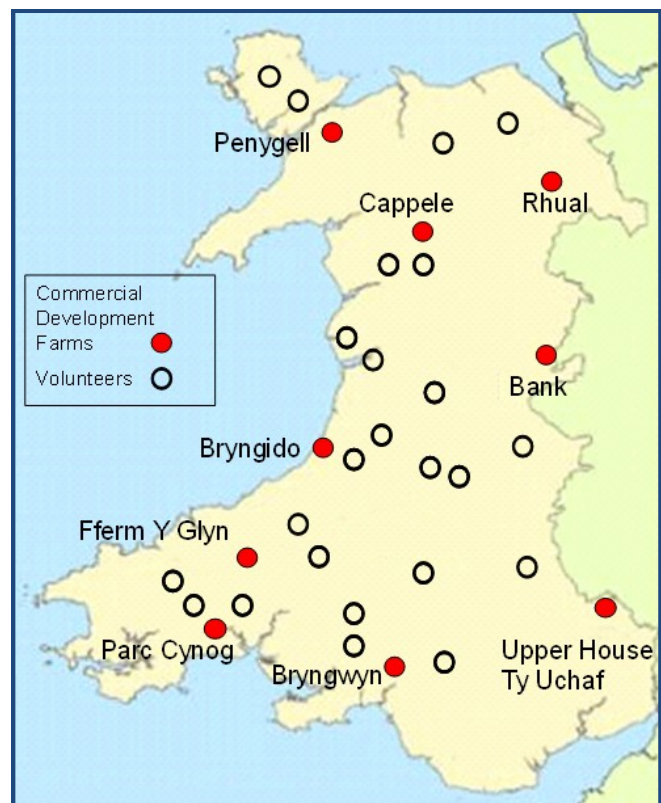 Penygell
Cappele
Rhual
Commercial
Development
Farms
Volunteers
Bank
Bryngido
Fferm Y Glyn
Parc Cynog
Bryngwyn
Upper House
Ty Uchaf